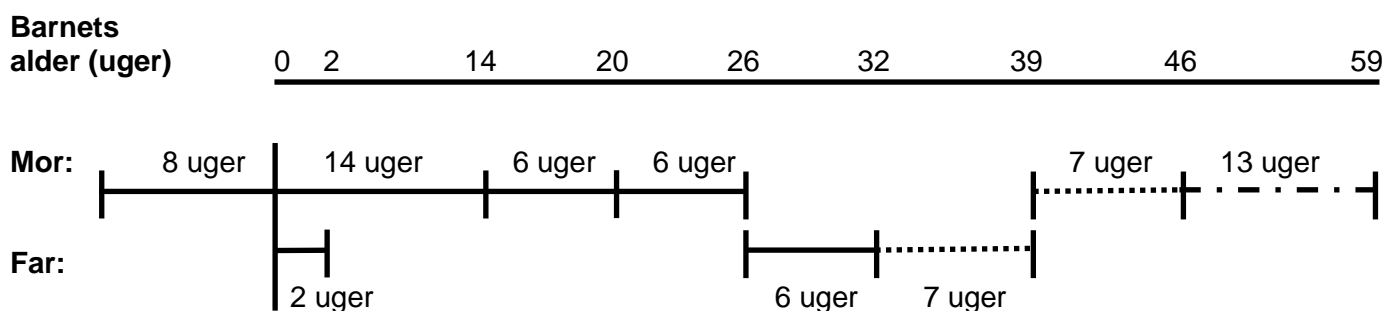 Barnets
alder (uger) 0 2 14 20 26 32 39 46 59
Mor: 8 uger 14 uger 6 uger 6 uger 7 uger 13 uger
Far:
2 uger 6 uger 7 uger